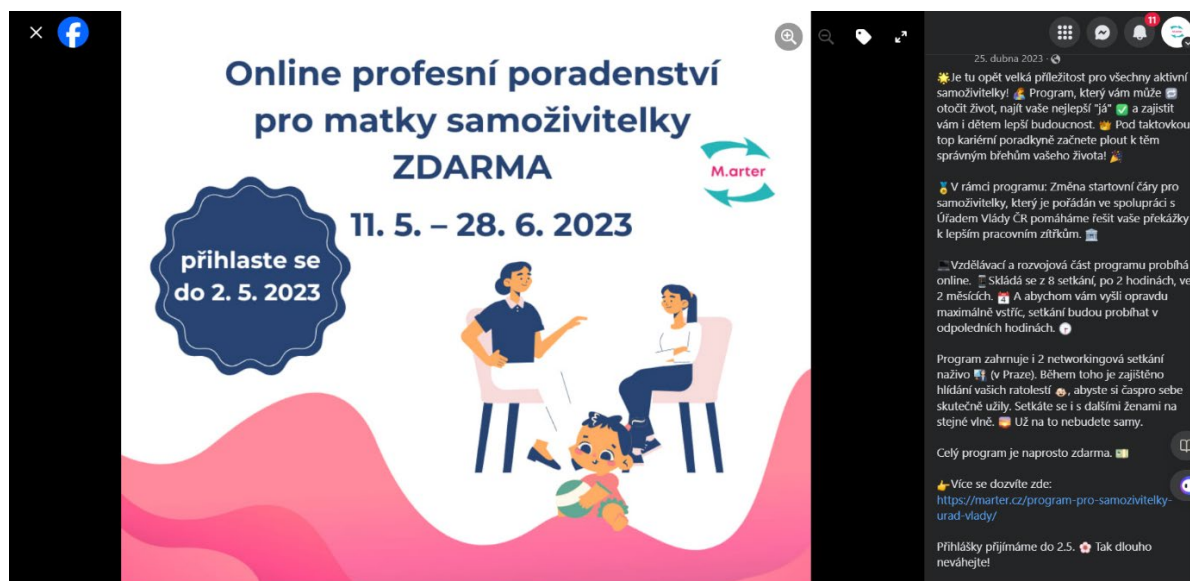 Online profesní poradenství
pro matky samoživitelky
ZDARMA
M.arter
11. 5. – 28. 6. 2023
přihlaste se
do 2. 5. 2023
11
25. dubna 2023 ·
Je tu opět velká příležitost pro všechny aktivní
samoživitelky! Program, který vám může
otočit život, najít vaše nejlepší "já" a zajistit
vám i dětem lepší budoucnost. Pod taktovkou
top kariérní poradkyně začnete plout k těm
správným břehům vašeho života!
V rámci programu: Změna startovní čáry pro
samoživitelky, který je pořádán ve spolupráci s
Úřadem Vlády ČR pomáháme řešit vaše překážky
k lepším pracovním zítřkům.
Vzdělávací a rozvojová část programu probíhá
online. Skládá se z 8 setkání, po 2 hodinách, ve
2 měsících. A abychom vám vyšli opravdu
maximálně vstříc, setkání budou probíhat v
odpoledních hodinách.
Program zahrnuje i 2 networkingová setkání
naživo (v Praze). Během toho je zajištěno
hlídání vašich ratolestí , abyste si časpro sebe
skutečně užily. Setkáte se i s dalšími ženami na
stejné vlně. Už na to nebudete samy.
Celý program je naprosto zdarma.
Více se dozvíte zde:
https://marter.cz/program-pro-samozivitelky-
urad-vlady/
Přihlášky přijímáme do 2.5. Tak dlouho
neváhejte!